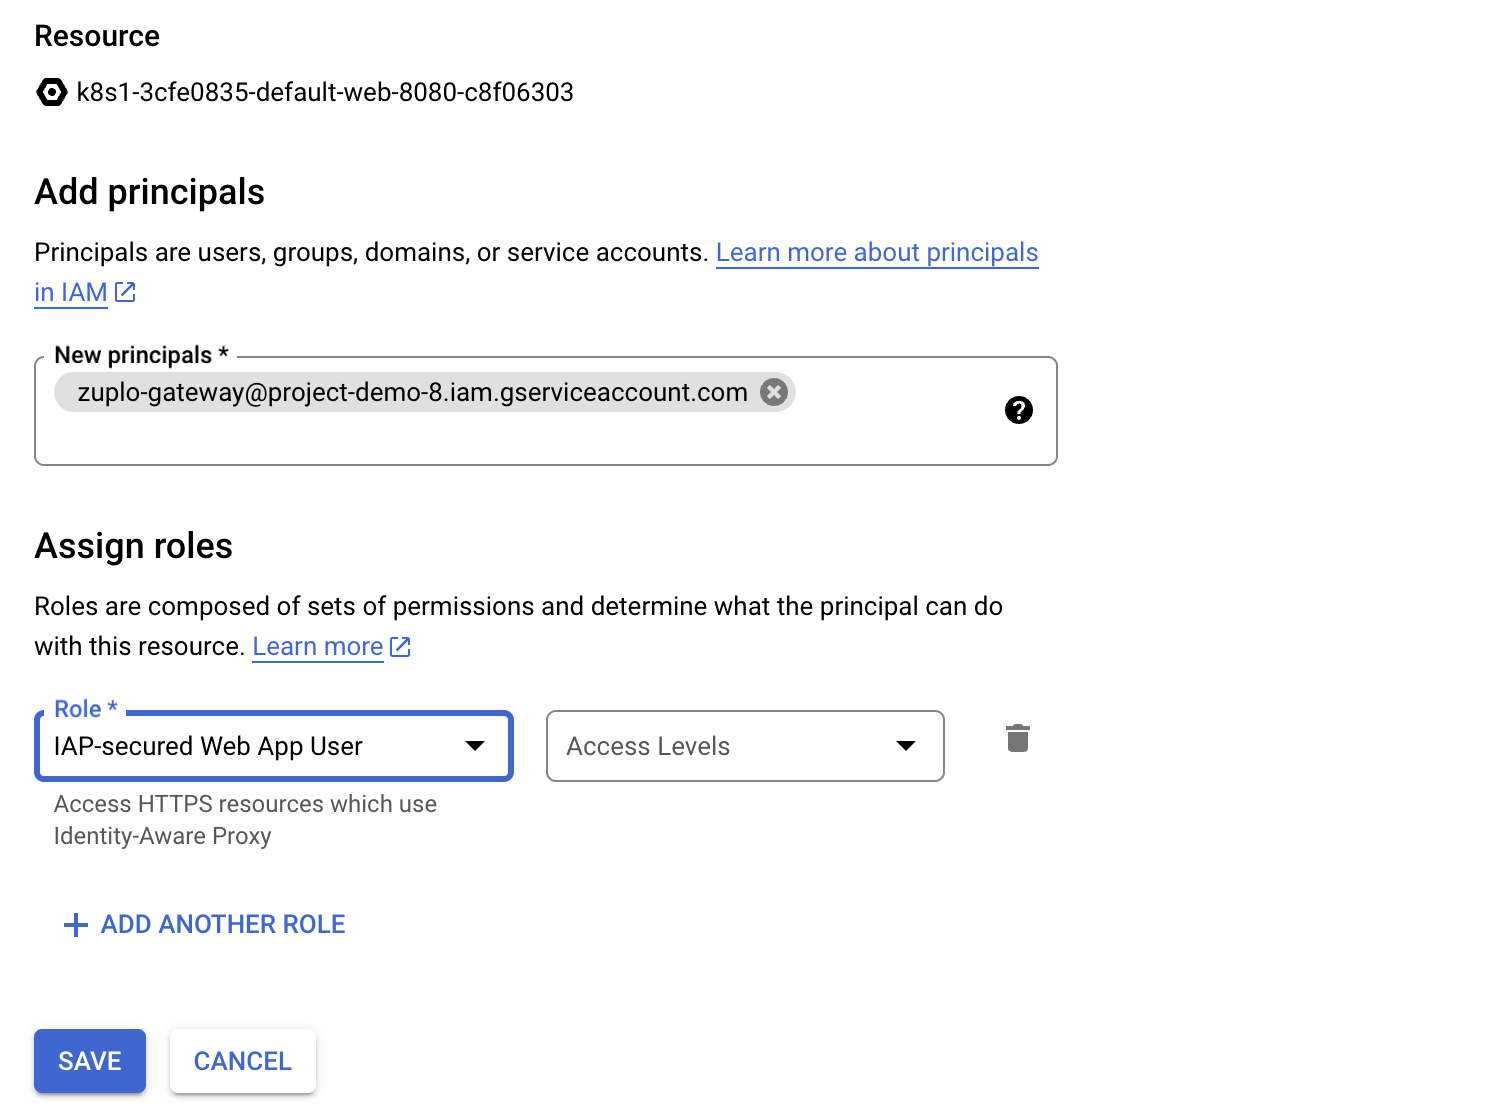 Resource
k8s1-3cfe0835-default-web-8080-c8f06303
Add principals
Principals are users, groups, domains, or service accounts. Learn more about principals
in IAM
New principals *
zuplo-gateway@project-demo-8.iam.gserviceaccount.com
Assign roles
Roles are composed of sets of permissions and determine what the principal can do
with this resource. Learn more
Role *
IAP-secured Web App User
Access Levels
Access HTTPS resources which use
Identity-Aware Proxy
ADD ANOTHER ROLE
SAVE CANCEL